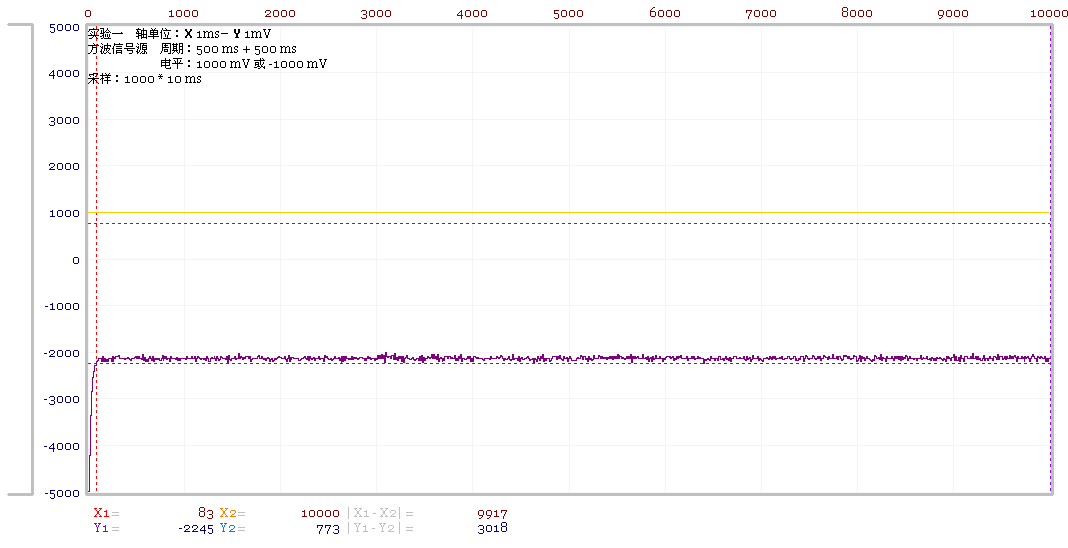 0 1000 2000 3000 4000 5000 6000 7000 8000 9000 10000
5000
实验一 轴单位：X 1ms— Y 1mV
方波信号源 周期：500 ms + 500 ms
电平：1000 mV 或 -1000 mV
4000
采样：1000 * 10 ms
3000
2000
1000
0
-1000
-2000
-3000
-4000
-5000
X1= 83 X2= 10000 |X1-X2|= 9917
Y1= -2245 Y2= 773 |Y1-Y2|= 3018